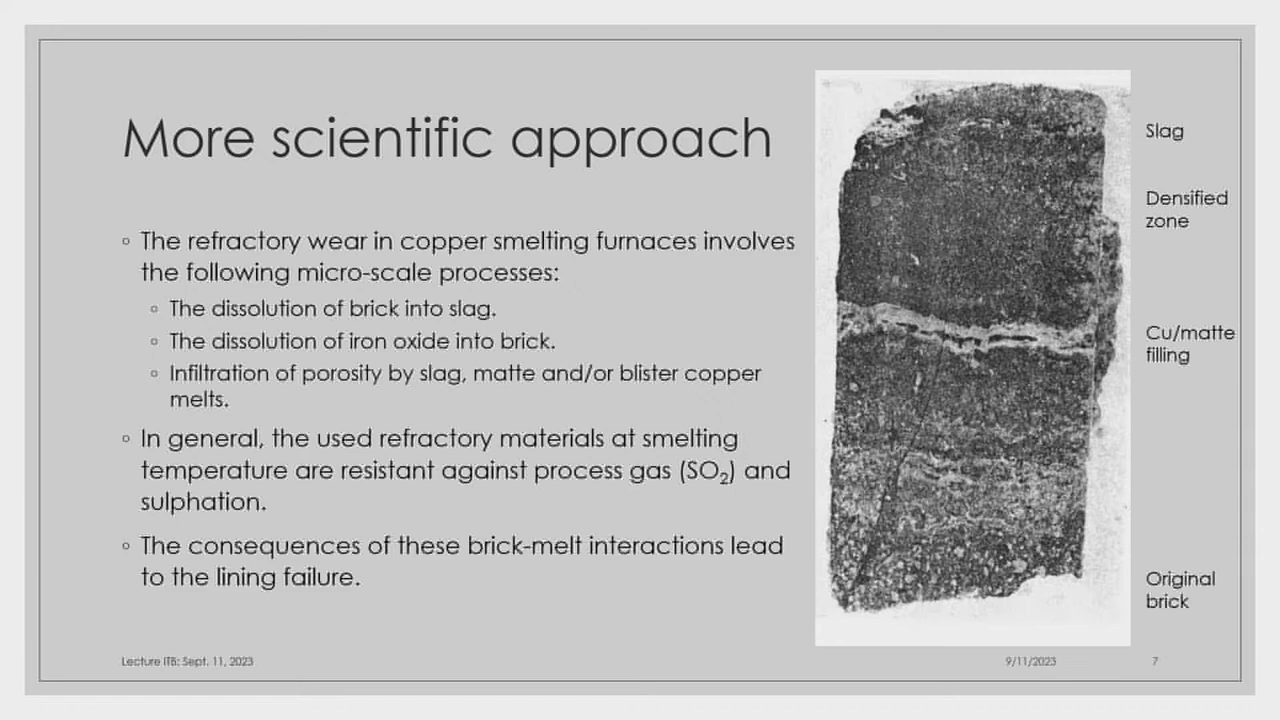 More scientific approach
◦ The refractory wear in copper smelting furnaces involves
the following micro-scale processes:
◦ The dissolution of brick into slag.
◦ The dissolution of iron oxide into brick.
◦ Infiltration of porosity by slag, matte and/or blister copper
melts.
◦ In general, the used refractory materials at smelting
temperature are resistant against process gas (SO₂) and
sulphation.
◦ The consequences of these brick-melt interactions lead
to the lining failure.
Slag
Densified
zone
Cu/matte
filling
Original
brick
Lecture ITB: Sept. 11, 2023
9/11/2023
7